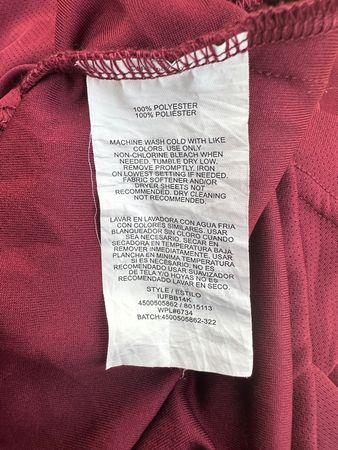 100% POLYESTER
100% POLIÉSTER
MACHINE WASH COLD WITH LIKE
COLORS. USE ONLY
NON-CHLORINE BLEACH WHEN
NEEDED. TUMBLE DRY LOW.
REMOVE PROMPTLY. IRON
ON LOWEST SETTING IF NEEDED.
FABRIC SOFTENER AND/OR
DRYER SHEETS NOT
RECOMMENDED. DRY CLEANING
NOT RECOMMENDED.
LAVAR EN LAVADORA CON AGUA FRIA
CON COLORES SIMILARES. USAR
BLANQUEADOR SIN CLORO CUANDO
SEA NECESARIO. SECAR EN
SECADORA EN TEMPERATURA BAJA.
REMOVER INMEDIATAMENTE. USAR
PLANCHA EN MINIMA TEMPERATURA
SI ES NECESARIO. NO ES
RECOMENDADO USAR SUAVIZADOR
DE TELA Y/O HOJAS NO ES
RECOMENDADO LAVAR EN SECO.
STYLE / ESTILO
IUFBB14K
4500505862 / 8015113
WPL#6734
BATCH:4500505862-322